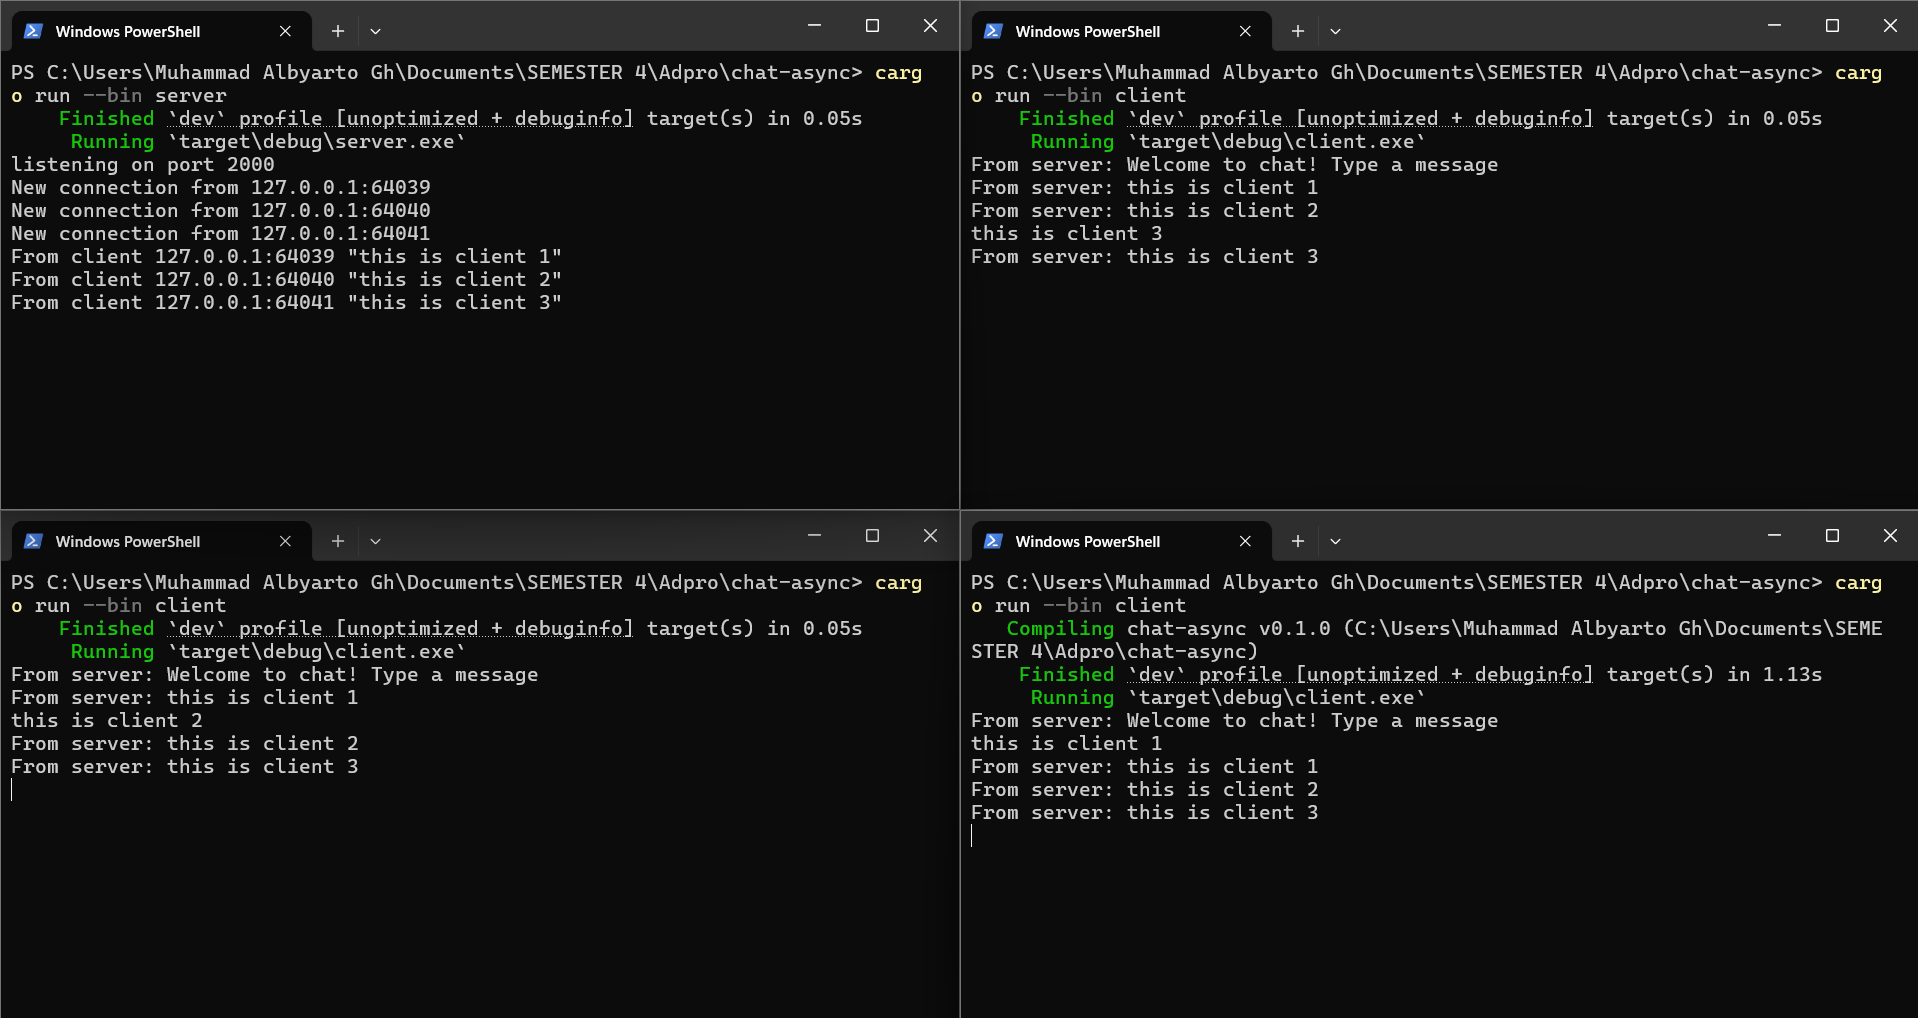 Windows PowerShell
PS C:\Users\Muhammad Albyarto Gh\Documents\SEMESTER 4\Adpro\chat-async> carg
o run --bin server
Finished `dev` profile [unoptimized + debuginfo] target(s) in 0.05s
Running `target\debug\server.exe`
listening on port 2000
New connection from 127.0.0.1:64039
New connection from 127.0.0.1:64040
New connection from 127.0.0.1:64041
From client 127.0.0.1:64039 "this is client 1"
From client 127.0.0.1:64040 "this is client 2"
From client 127.0.0.1:64041 "this is client 3"
Windows PowerShell
PS C:\Users\Muhammad Albyarto Gh\Documents\SEMESTER 4\Adpro\chat-async> carg
o run --bin client
Finished `dev` profile [unoptimized + debuginfo] target(s) in 0.05s
Running `target\debug\client.exe`
From server: Welcome to chat! Type a message
From server: this is client 1
From server: this is client 2
this is client 3
From server: this is client 3
Windows PowerShell
PS C:\Users\Muhammad Albyarto Gh\Documents\SEMESTER 4\Adpro\chat-async> carg
o run --bin client
Finished `dev` profile [unoptimized + debuginfo] target(s) in 0.05s
Running `target\debug\client.exe`
From server: Welcome to chat! Type a message
From server: this is client 1
this is client 2
From server: this is client 2
From server: this is client 3
Windows PowerShell
PS C:\Users\Muhammad Albyarto Gh\Documents\SEMESTER 4\Adpro\chat-async> carg
o run --bin client
Compiling chat-async v0.1.0 (C:\Users\Muhammad Albyarto Gh\Documents\SEME
STER 4\Adpro\chat-async)
Finished `dev` profile [unoptimized + debuginfo] target(s) in 1.13s
Running `target\debug\client.exe`
From server: Welcome to chat! Type a message
this is client 1
From server: this is client 1
From server: this is client 2
From server: this is client 3